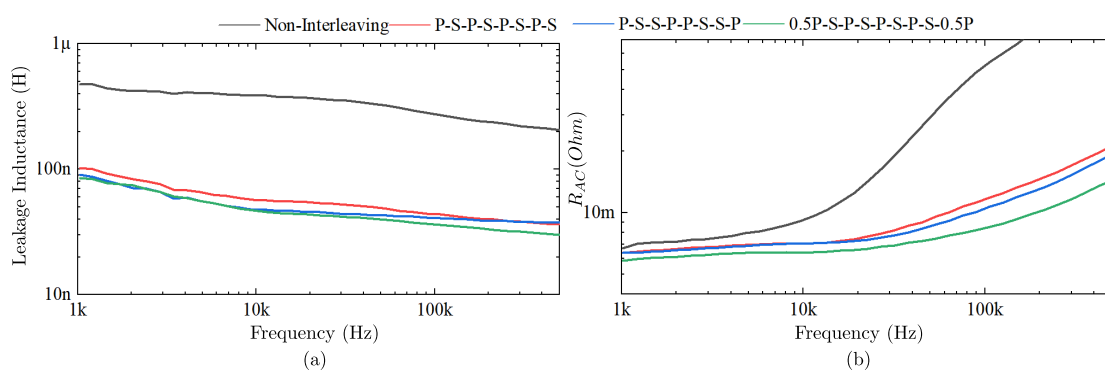 Non-Interleaving P-S-P-S-P-S-P-S P-S-S-P-P-S-S-P 0.5P-S-P-S-P-S-P-S-0.5P
Leakage Inductance (H)
1μ
100n
10n
1k 10k 100k
Frequency (Hz)
(a)
R_AC(Ohm)
10m
1k 10k 100k
Frequency (Hz)
(b)